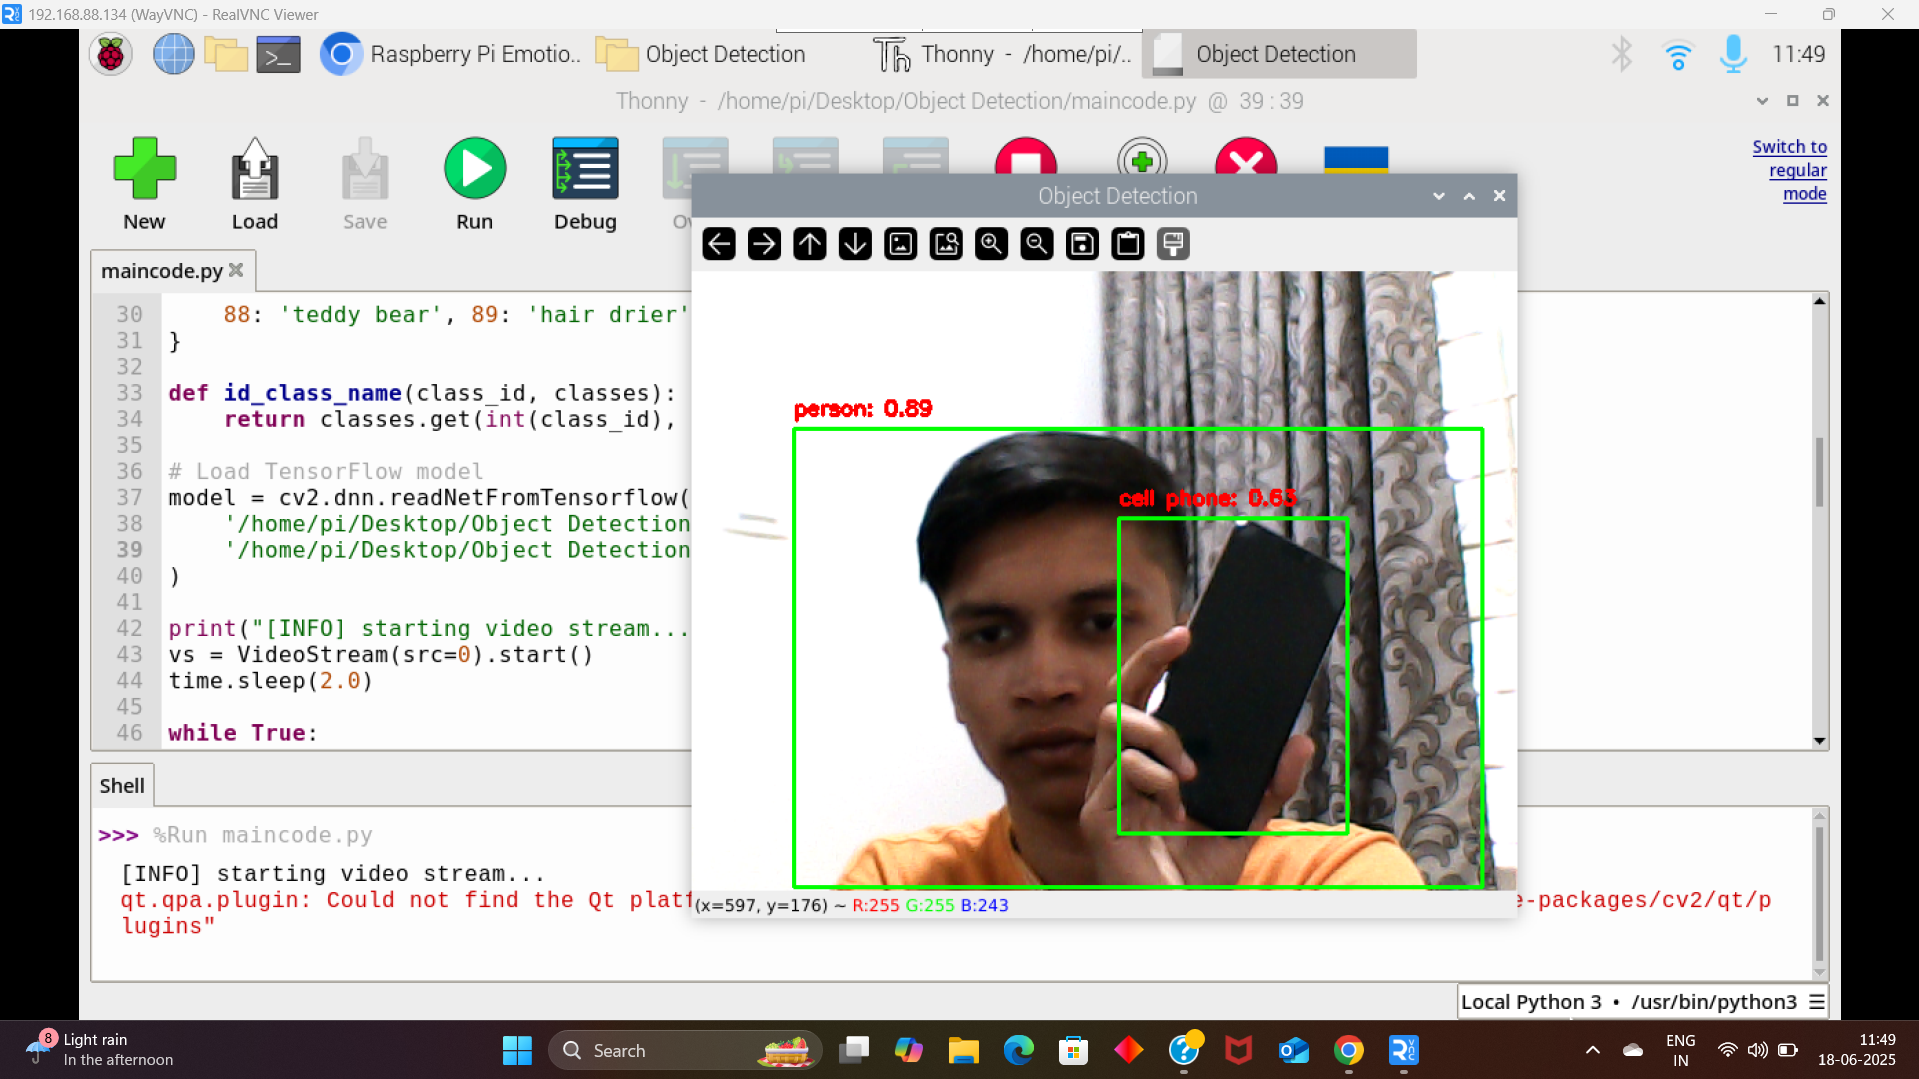 192.168.88.134 (WayVNC) - RealVNC Viewer
Raspberry Pi Emotio..
Object Detection
Thonny - /home/pi/..
Object Detection
11:49
Thonny - /home/pi/Desktop/Object Detection/maincode.py @ 39 : 39
New
Load
Save
Run
Debug
Switch to
regular
mode
Object Detection
maincode.py
30 88: 'teddy bear', 89: 'hair drier'
31 }
32
33 def id_class_name(class_id, classes):
34 return classes.get(int(class_id),
35
36 # Load TensorFlow model
37 model = cv2.dnn.readNetFromTensorflow(
38 '/home/pi/Desktop/Object Detection
39 '/home/pi/Desktop/Object Detection
40 )
41
42 print("[INFO] starting video stream...
43 vs = VideoStream(src=0).start()
44 time.sleep(2.0)
45
46 while True:
person: 0.89
cell phone: 0.63
(x=597, y=176) ~ R:255 G:255 B:243
Shell
>>> %Run maincode.py
[INFO] starting video stream...
qt.qpa.plugin: Could not find the Qt platf
e-packages/cv2/qt/p
lugins"
Local Python 3 • /usr/bin/python3 ☰
8
Light rain
In the afternoon
Search
ENG
IN
11:49
18-06-2025